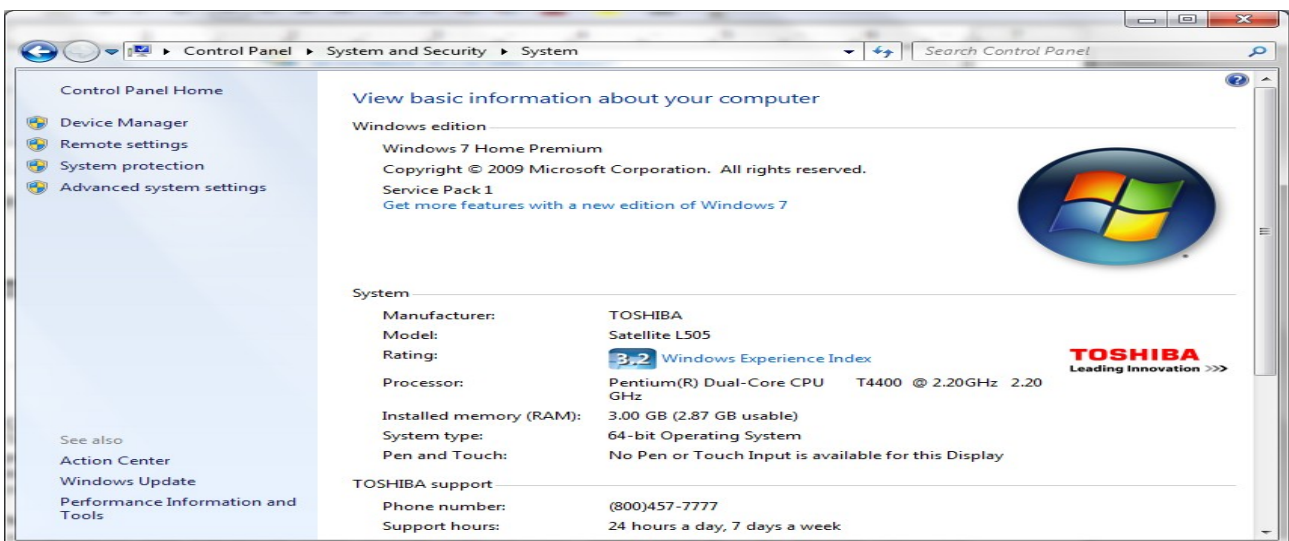 Control Panel ▸ System and Security ▸ System
Search Control Panel
Control Panel Home
Device Manager
Remote settings
System protection
Advanced system settings
See also
Action Center
Windows Update
Performance Information and
Tools
View basic information about your computer
Windows edition
Windows 7 Home Premium
Copyright © 2009 Microsoft Corporation. All rights reserved.
Service Pack 1
Get more features with a new edition of Windows 7
System
Manufacturer: TOSHIBA
Model: Satellite L505
Rating: 3.2 Windows Experience Index
Processor: Pentium(R) Dual-Core CPU T4400 @ 2.20GHz 2.20
GHz
Installed memory (RAM): 3.00 GB (2.87 GB usable)
System type: 64-bit Operating System
Pen and Touch: No Pen or Touch Input is available for this Display
TOSHIBA
Leading Innovation >>>
TOSHIBA support
Phone number: (800)457-7777
Support hours: 24 hours a day, 7 days a week